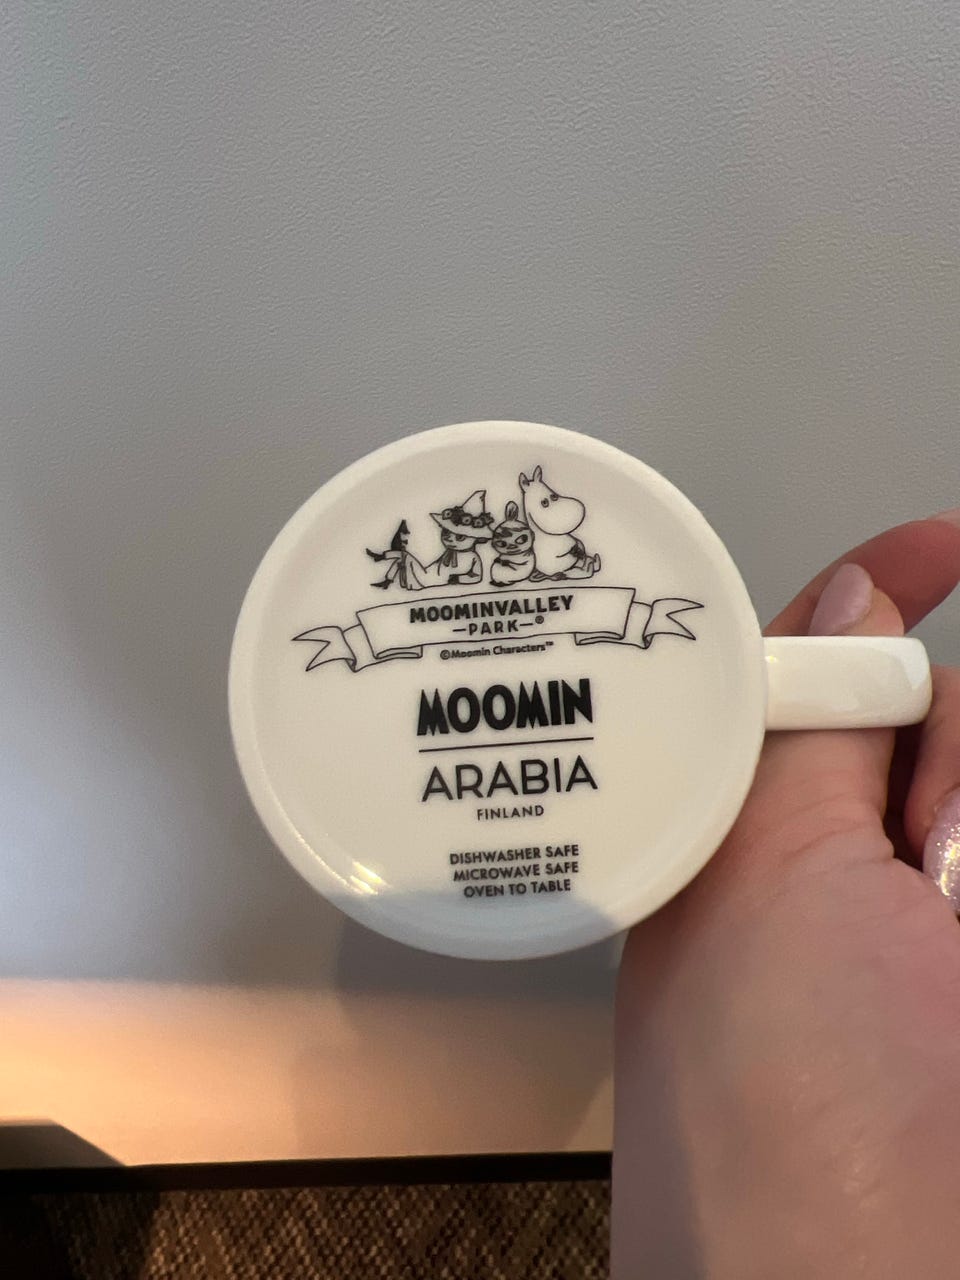 MOOMINVALLEY
—PARK—®
©Moomin Characters™
MOOMIN
ARABIA
FINLAND
DISHWASHER SAFE
MICROWAVE SAFE
OVEN TO TABLE